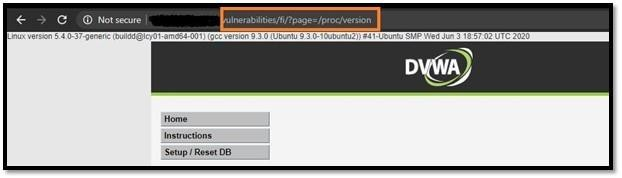 Not secure vulnerabilities/fi/?page=/proc/version
Linux version 5.4.0-37-generic (buildd@lcy01-amd64-001) (gcc version 9.3.0 (Ubuntu 9.3.0-10ubuntu2)) #41-Ubuntu SMP Wed Jun 3 18:57:02 UTC 2020
DVWA
Home
Instructions
Setup / Reset DB